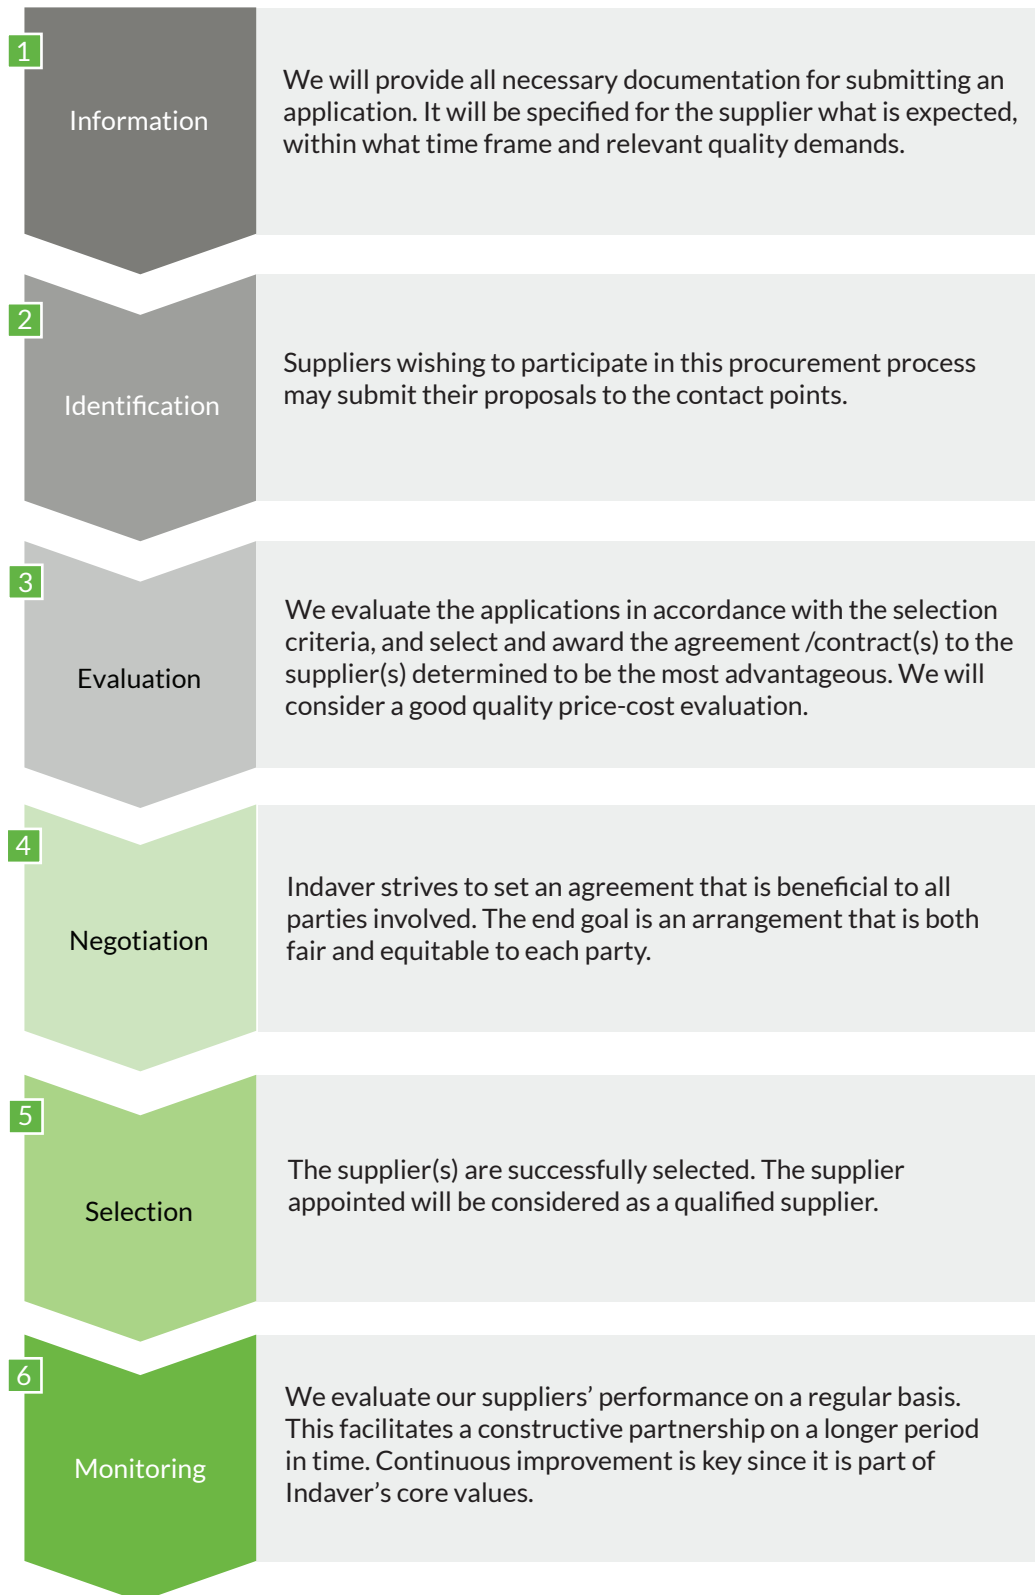 1
Information
We will provide all necessary documentation for submitting an
application. It will be specified for the supplier what is expected,
within what time frame and relevant quality demands.
2
Identification
Suppliers wishing to participate in this procurement process
may submit their proposals to the contact points.
3
Evaluation
We evaluate the applications in accordance with the selection
criteria, and select and award the agreement /contract(s) to the
supplier(s) determined to be the most advantageous. We will
consider a good quality price-cost evaluation.
4
Negotiation
Indaver strives to set an agreement that is beneficial to all
parties involved. The end goal is an arrangement that is both
fair and equitable to each party.
5
Selection
The supplier(s) are successfully selected. The supplier
appointed will be considered as a qualified supplier.
6
Monitoring
We evaluate our suppliers’ performance on a regular basis.
This facilitates a constructive partnership on a longer period
in time. Continuous improvement is key since it is part of
Indaver’s core values.